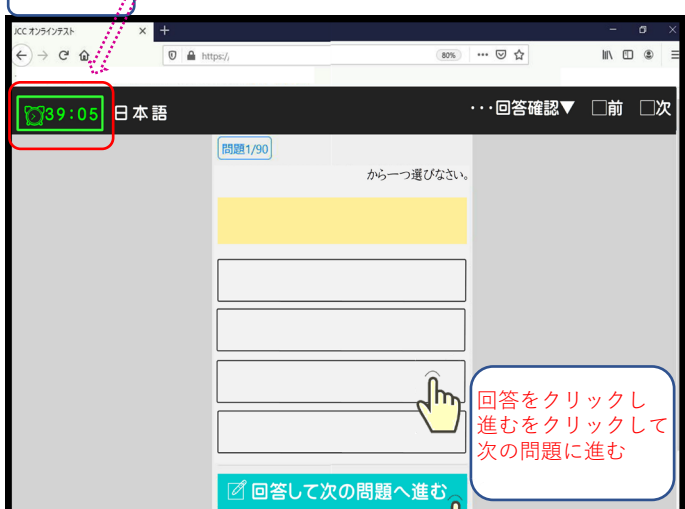 JCC オンラインテスト
https:/,
80%
39:05 日本語
･･･回答確認▼ □前 □次
問題1/90
から一つ選びなさい。
回答をクリックし
進むをクリックして
次の問題に進む
回答して次の問題へ進む